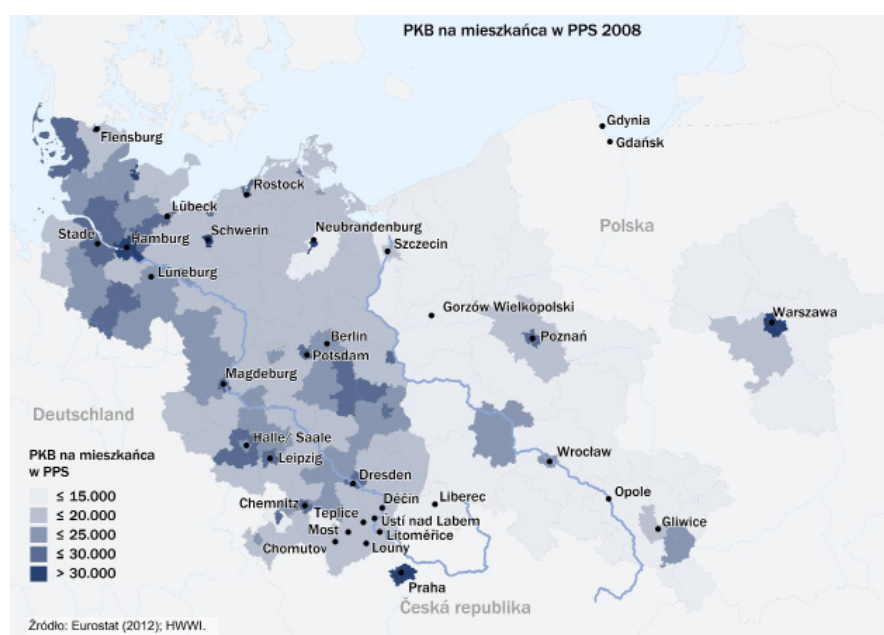 PKB na mieszkańca w PPS 2008
Gdynia
Gdańsk
Flensburg
Rostock
Lübeck
Polska
Stade
Hamburg
Schwerin
Neubrandenburg
Szczecin
Lüneburg
Gorzów Wielkopolski
Warszawa
Berlin
Poznań
Potsdam
Magdeburg
Deutschland
Halle/ Saale
Wrocław
PKB na mieszkańca
w PPS
Leipzig
Dresden
≤ 15.000
≤ 20.000
≤ 25.000
≤ 30.000
> 30.000
Chemnitz
Děčín
Liberec
Opole
Teplice
Ústí nad Labem
Gliwice
Most
Litoměřice
Chomutov
Louny
Praha
Česká republika
Źródło: Eurostat (2012); HWWI.